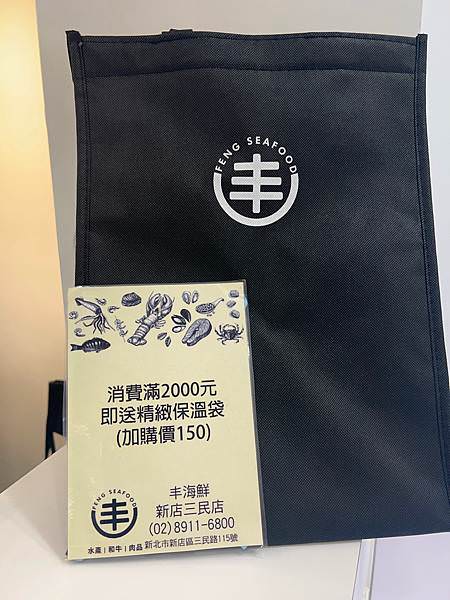 FENG SEAFOOD
丰
消費滿2000元
即送精緻保溫袋
(加購價150)
FENG SEAFOOD
丰
丰海鮮
新店三民店
(02)8911-6800
水產 | 和牛 | 肉品 新北市新店區三民路115號